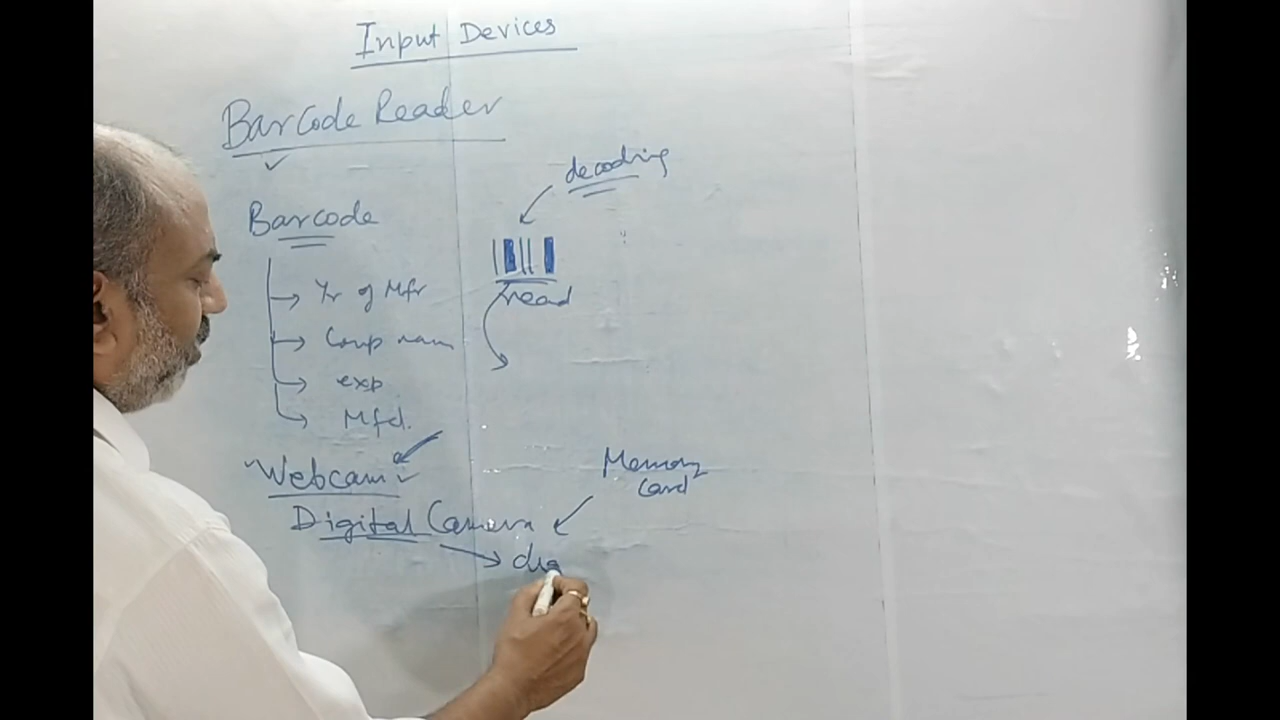 Input Devices
Barcode Reader
decoding
Barcode
read
Yr of Mfr
Comp nam
exp
Mfd.
Webcam
Memory
card
Digital Camera
dig